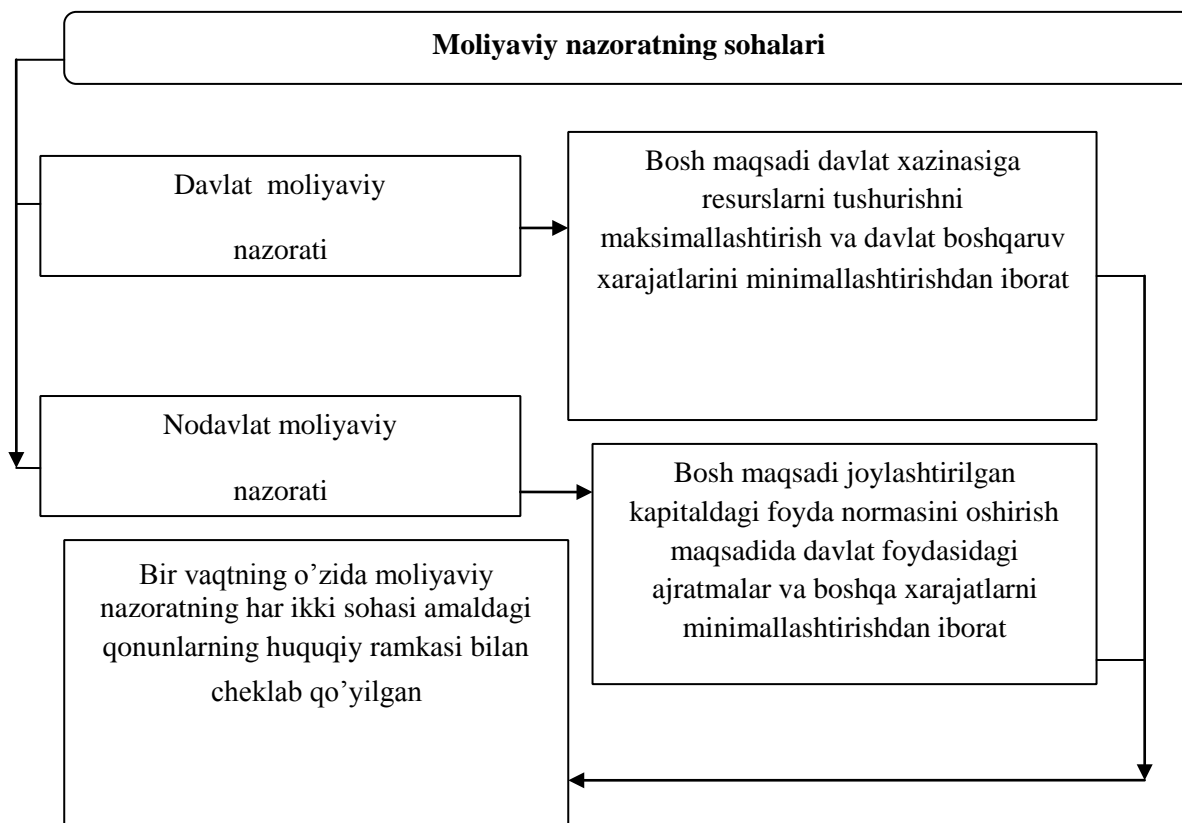 Moliyaviy nazoratning sohalari
Davlat moliyaviy
nazorati
Bosh maqsadi davlat xazinasiga
resurslarni tushurishni
maksimallashtirish va davlat boshqaruv
xarajatlarini minimallashtirishdan iborat
Nodavlat moliyaviy
nazorati
Bosh maqsadi joylashtirilgan
kapitaldagi foyda normasini oshirish
maqsadida davlat foydasidagi
ajratmalar va boshqa xarajatlarni
minimallashtirishdan iborat
Bir vaqtning o’zida moliyaviy
nazoratning har ikki sohasi amaldagi
qonunlarning huquqiy ramkasi bilan
cheklab qo’yilgan